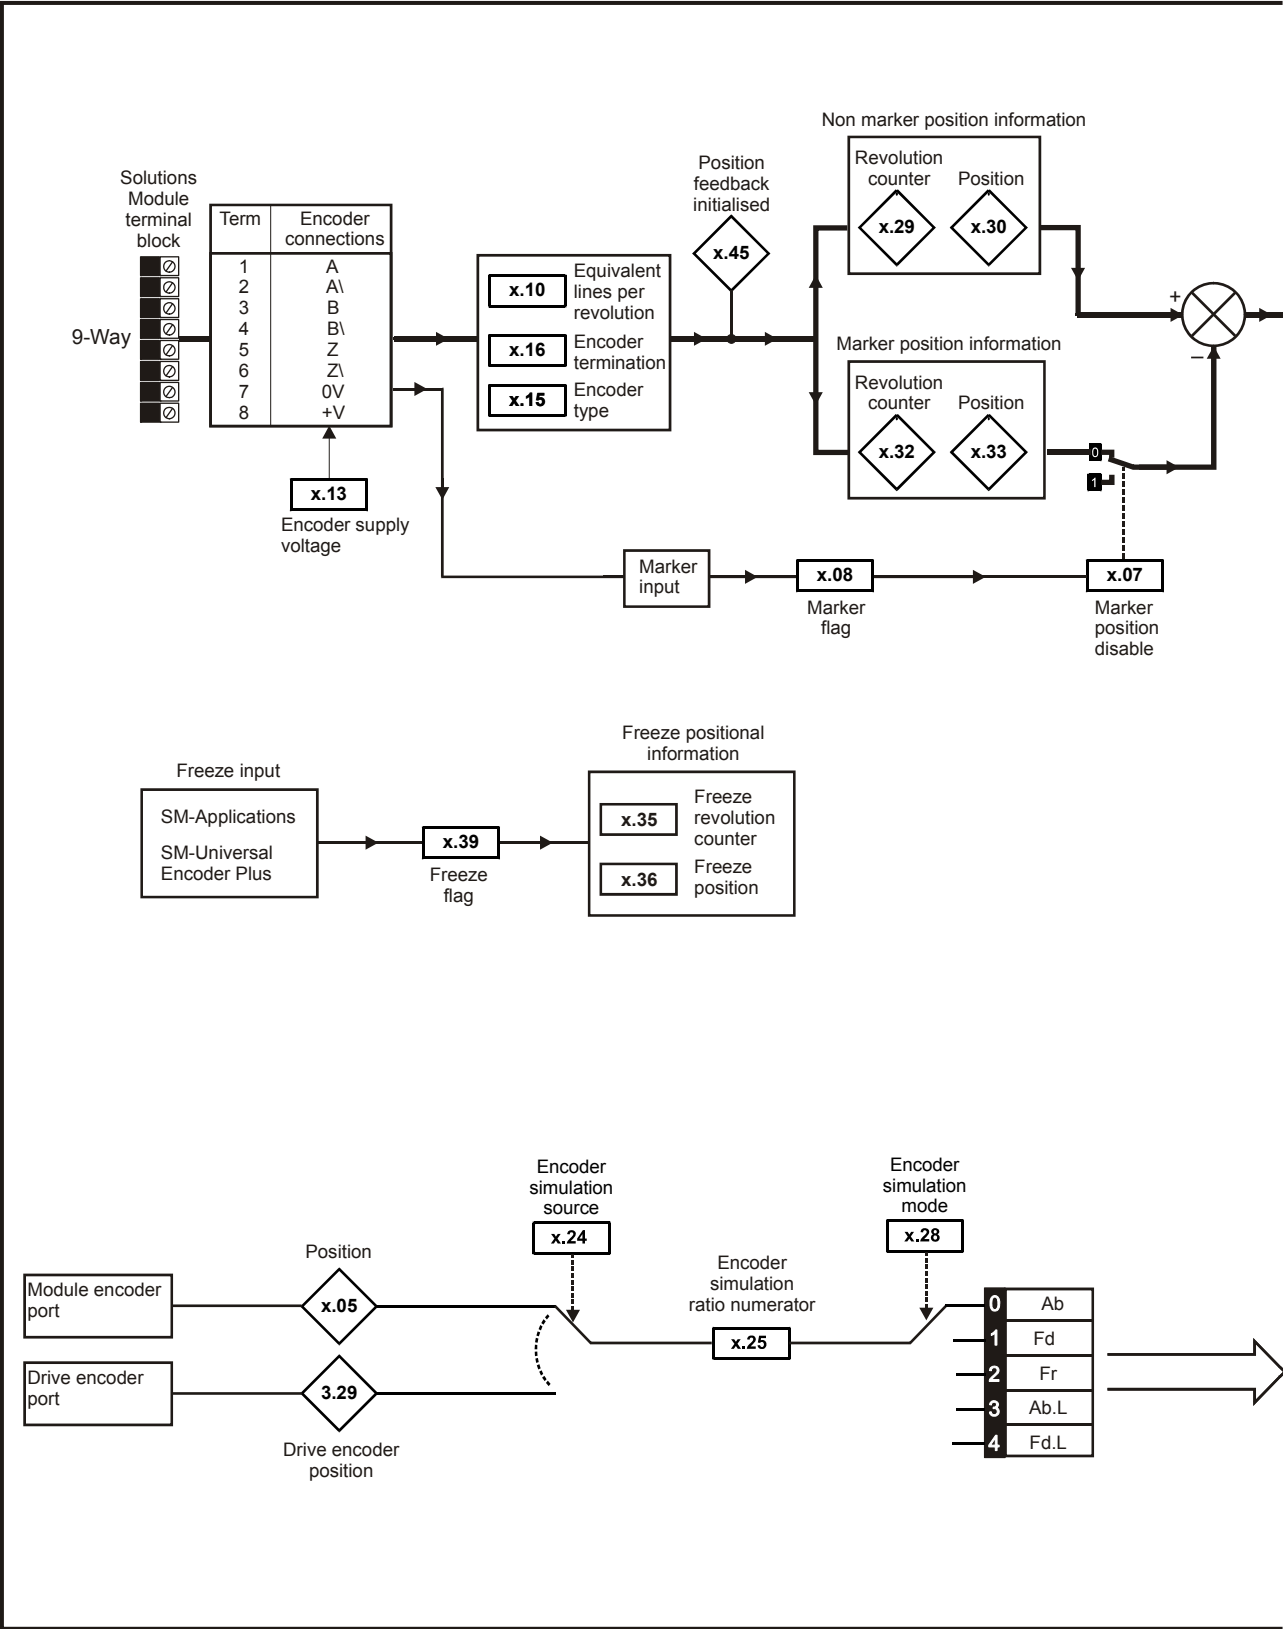 Non marker position information
Revolution
counter
Position
x.29
x.30
Position
feedback
initialised
x.45
Solutions
Module
terminal
block
9-Way
Term
Encoder
connections
1 A
2 A\
3 B
4 B\
5 Z
6 Z\
7 0V
8 +V
x.13
Encoder supply
voltage
x.10
Equivalent
lines per
revolution
x.16
Encoder
termination
x.15
Encoder
type
Marker position information
Revolution
counter
Position
x.32
x.33
+
−
0
1
Marker
input
x.08
Marker
flag
x.07
Marker
position
disable
Freeze input
SM-Applications
SM-Universal
Encoder Plus
x.39
Freeze
flag
Freeze positional
information
x.35
Freeze
revolution
counter
x.36
Freeze
position
Encoder
simulation
source
x.24
Encoder
simulation
mode
x.28
Position
Module encoder
port
x.05
Encoder
simulation
ratio numerator
x.25
Drive encoder
port
3.29
Drive encoder
position
0 Ab
1 Fd
2 Fr
3 Ab.L
4 Fd.L